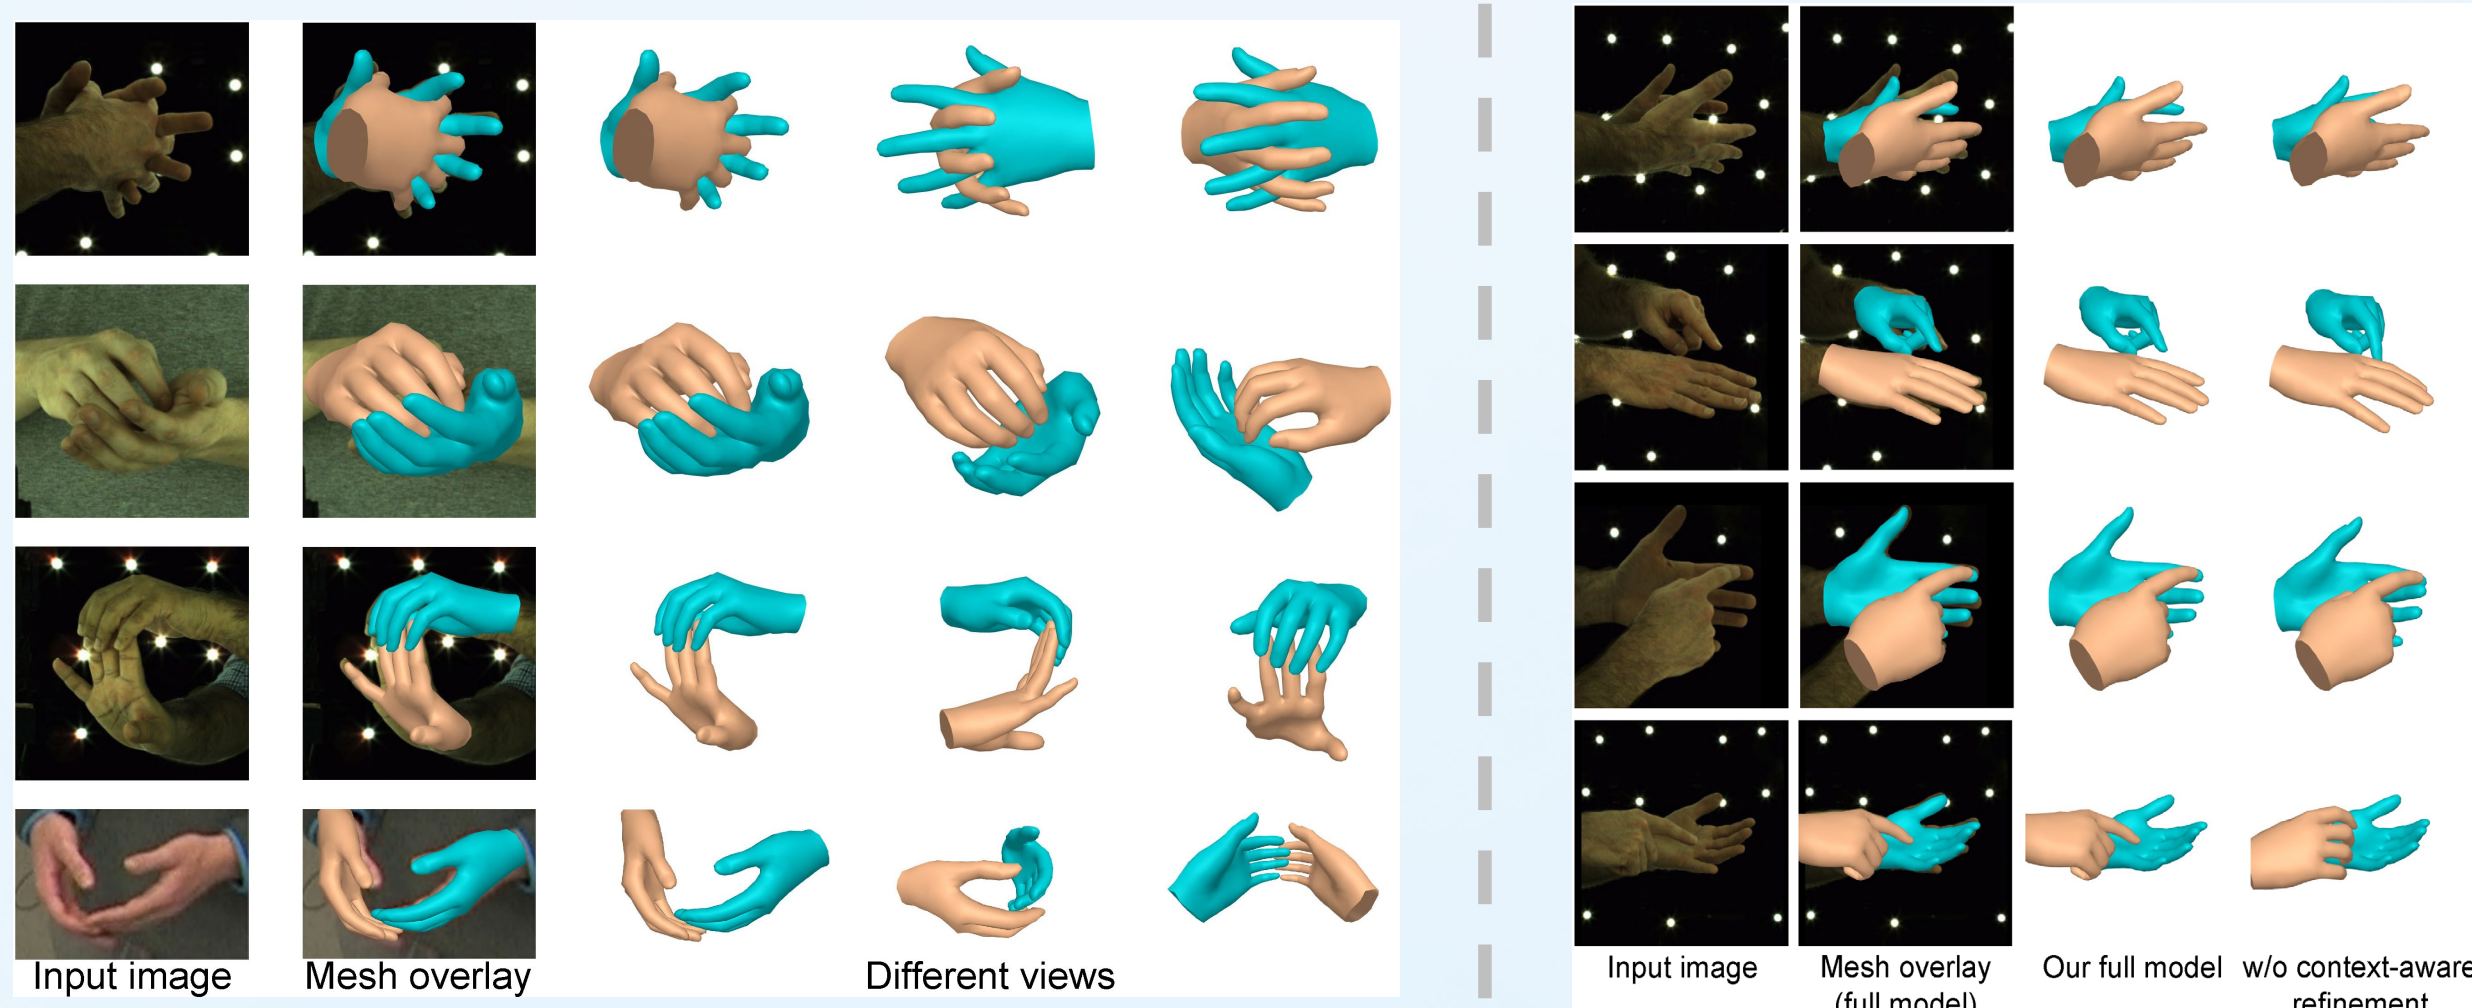 Input image
Mesh overlay
Different views
Input image
Mesh overlay
(full model)
Our full model
w/o context-aware
refinement